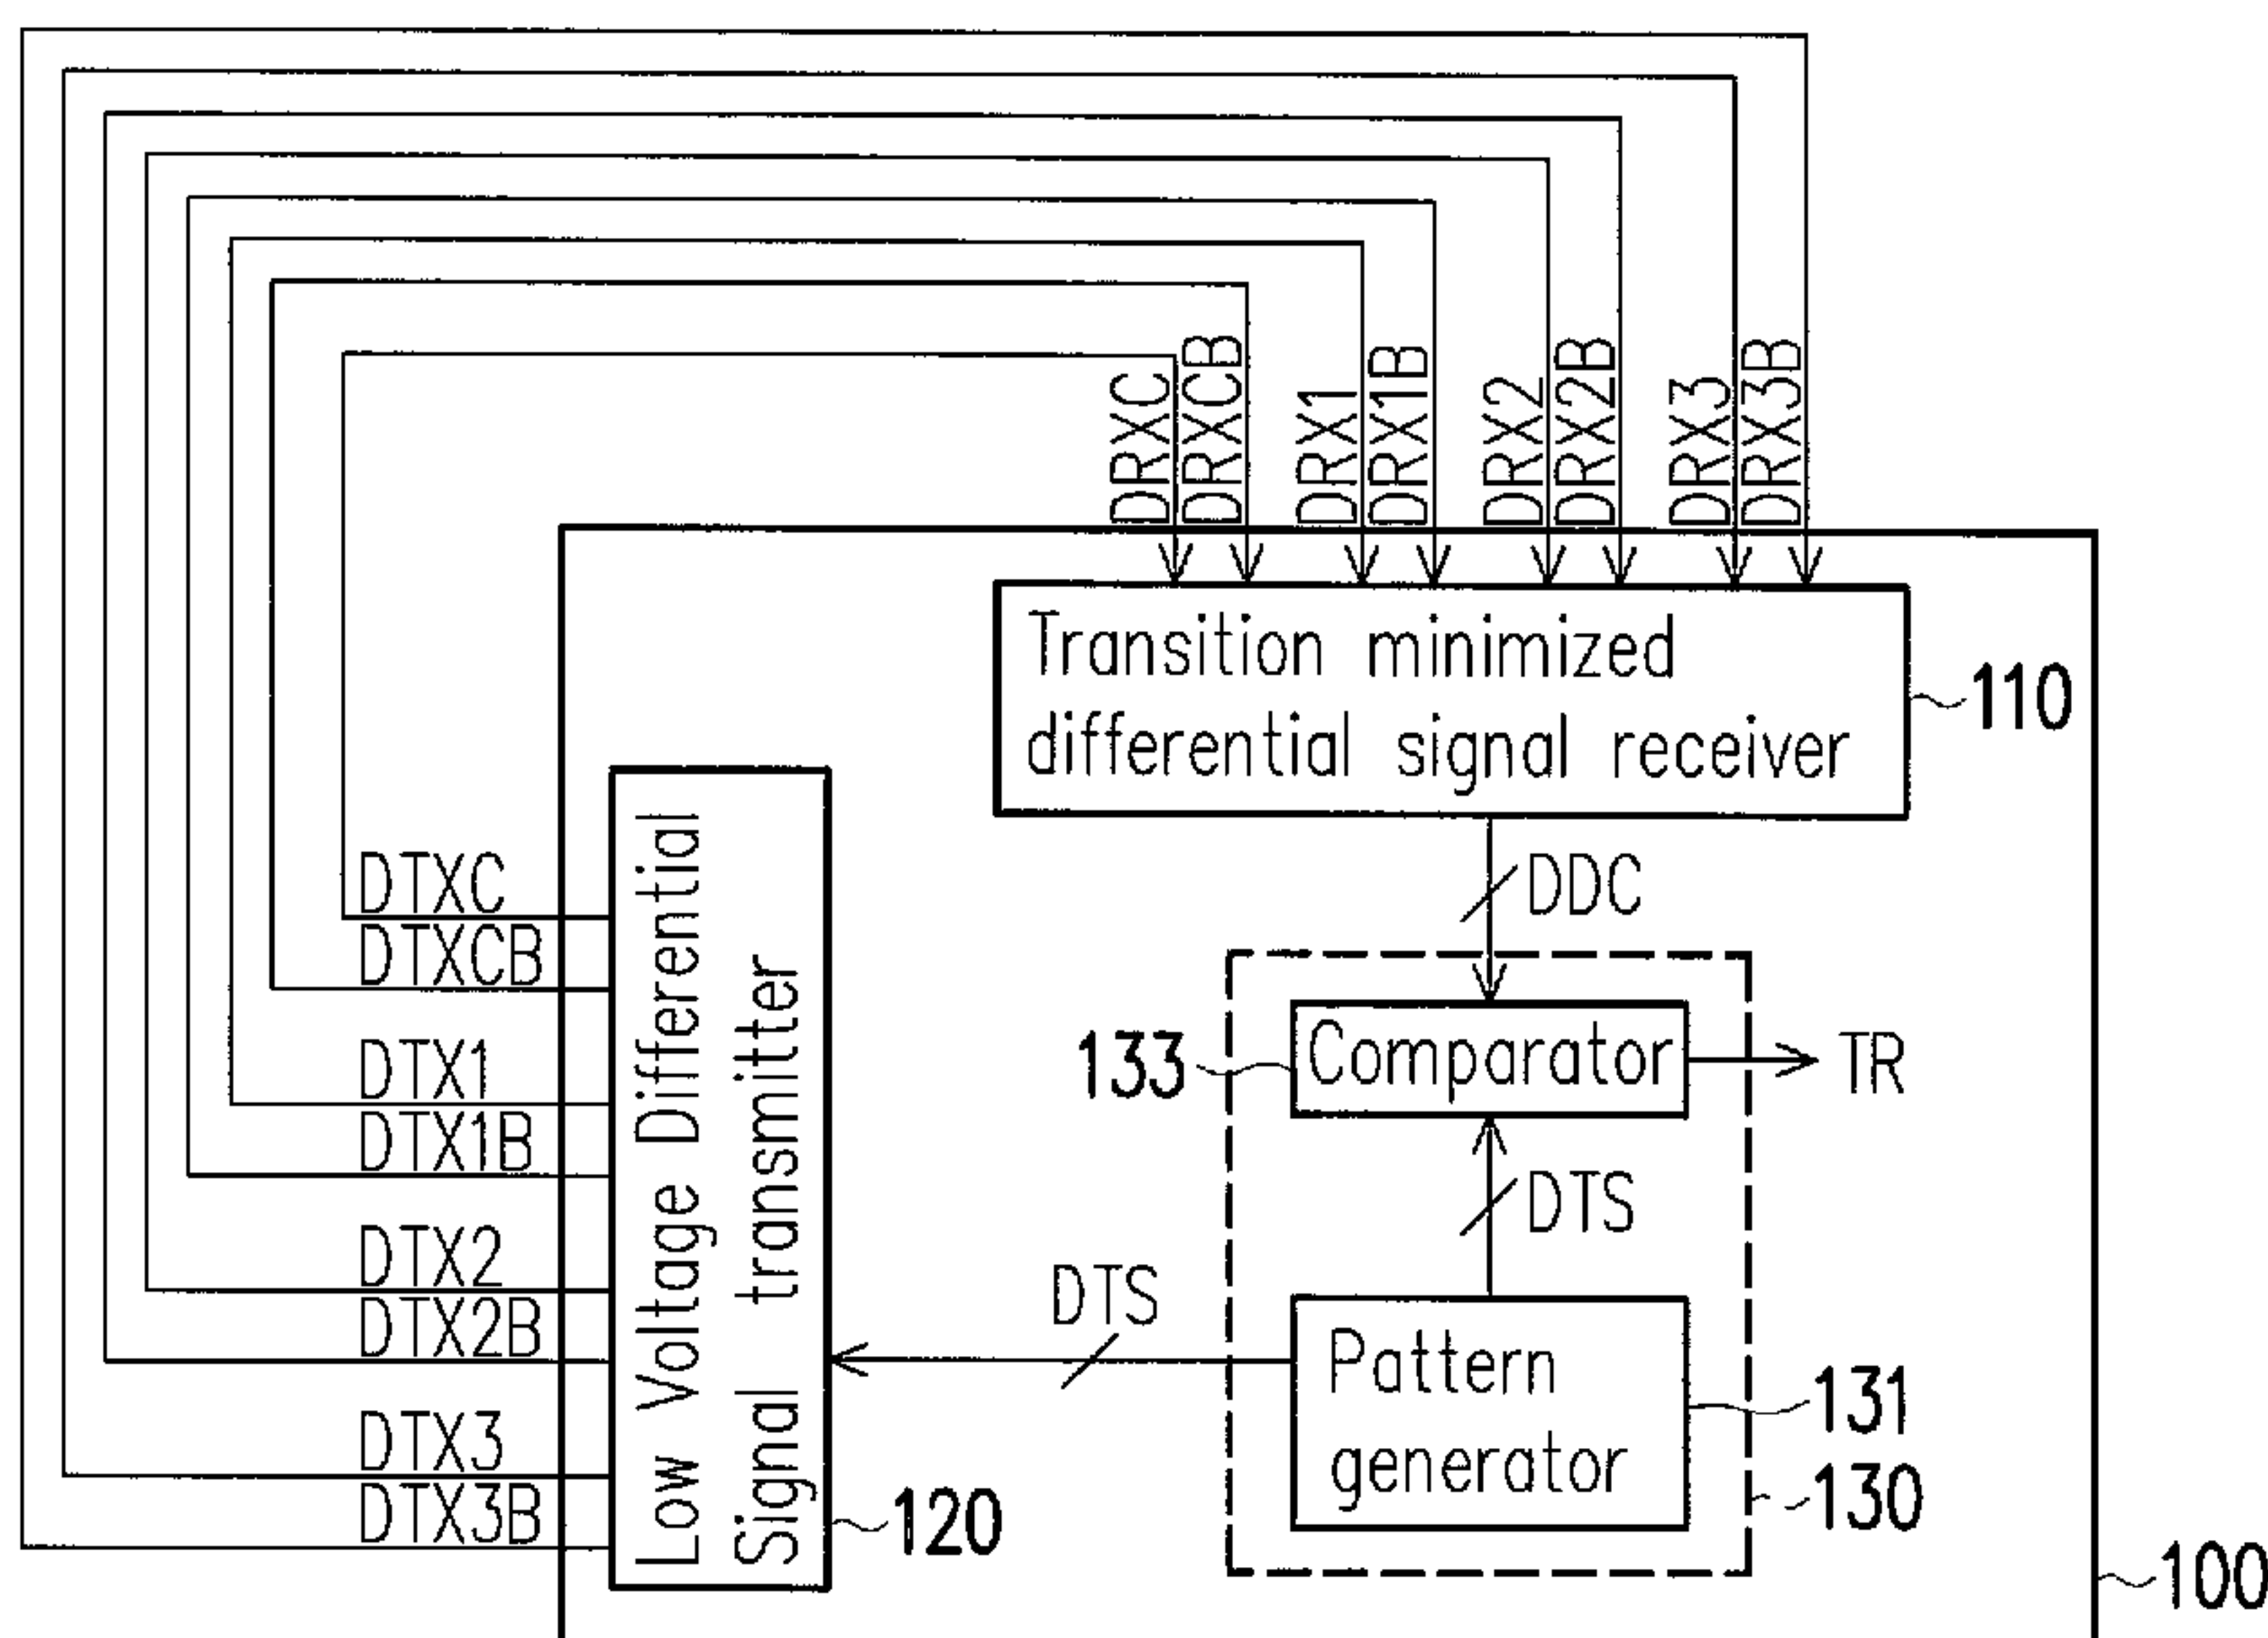 DRXC
DRXCB
DRX1
DRX1B
DRX2
DRX2B
DRX3
DRX3B
Transition minimized
differential signal receiver
110
DDC
DTXC
DTXCB
DTX1
DTX1B
DTX2
DTX2B
DTX3
DTX3B
Low Voltage Differential
Signal transmitter
120
133
Comparator
TR
DTS
DTS
Pattern
generator
131
130
100